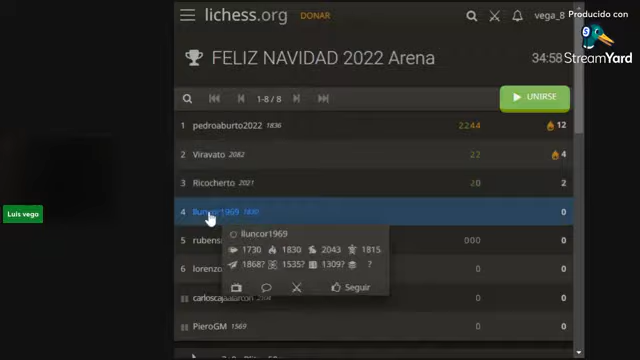 lichess.org DONAR vega_8
Producido con
StreamYard
FELIZ NAVIDAD 2022 Arena 34:58
1-8 / 8 UNIRSE
1 pedroaburto2022 1836 2244 12
2 Viravato 2082 22 4
3 Ricocherto 2021 20 2
4 lluncor1969 1830 0
Luis vego
lluncor1969
5 rubens 000 0
1730 1830 2043 1815
6 lorenzo 0 0
1868? 1535? 1309? ?
Seguir
carloscajaalarcon 0 0
PieroGM 1569 0 0